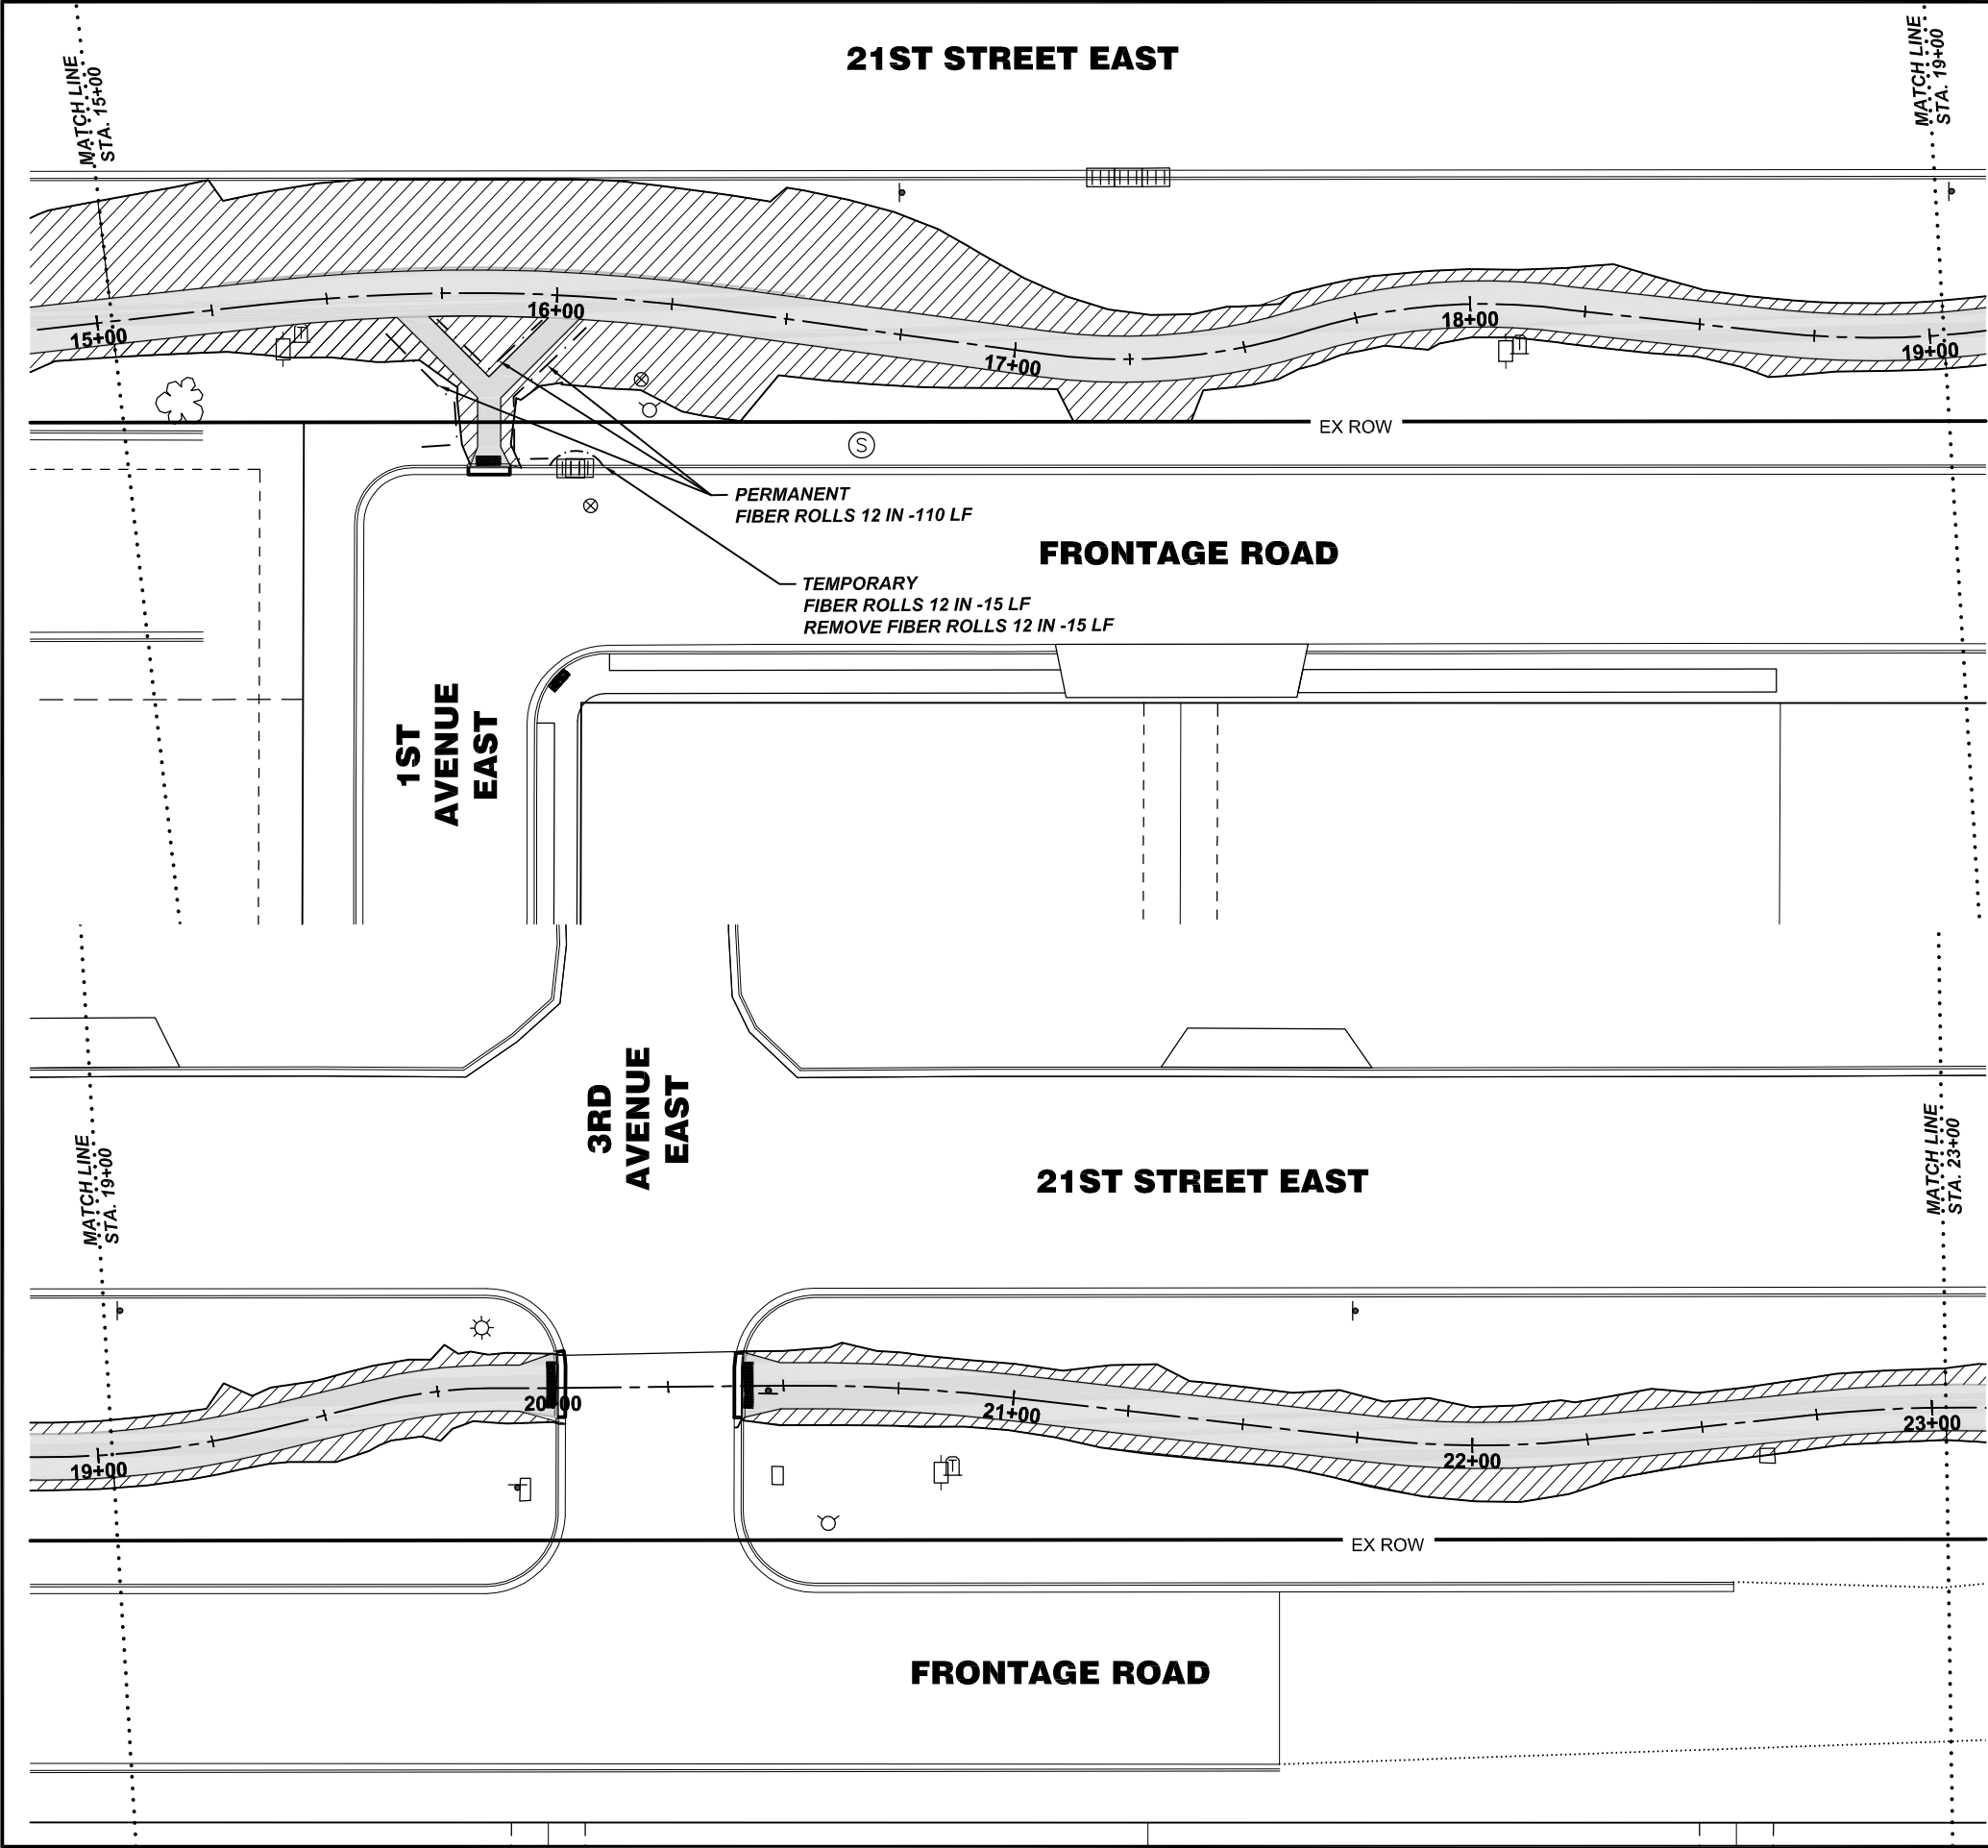 21ST STREET EAST
MATCH LINE
STA. 15+00
MATCH LINE
STA. 19+00
15+00
16+00
17+00
18+00
19+00
T
T
EX ROW
S
PERMANENT
FIBER ROLLS 12 IN -110 LF
FRONTAGE ROAD
TEMPORARY
FIBER ROLLS 12 IN -15 LF
REMOVE FIBER ROLLS 12 IN -15 LF
1ST
AVENUE
EAST
3RD
AVENUE
EAST
MATCH LINE
STA. 19+00
21ST STREET EAST
MATCH LINE
STA. 23+00
19+00
20+00
21+00
22+00
23+00
T
EX ROW
FRONTAGE ROAD